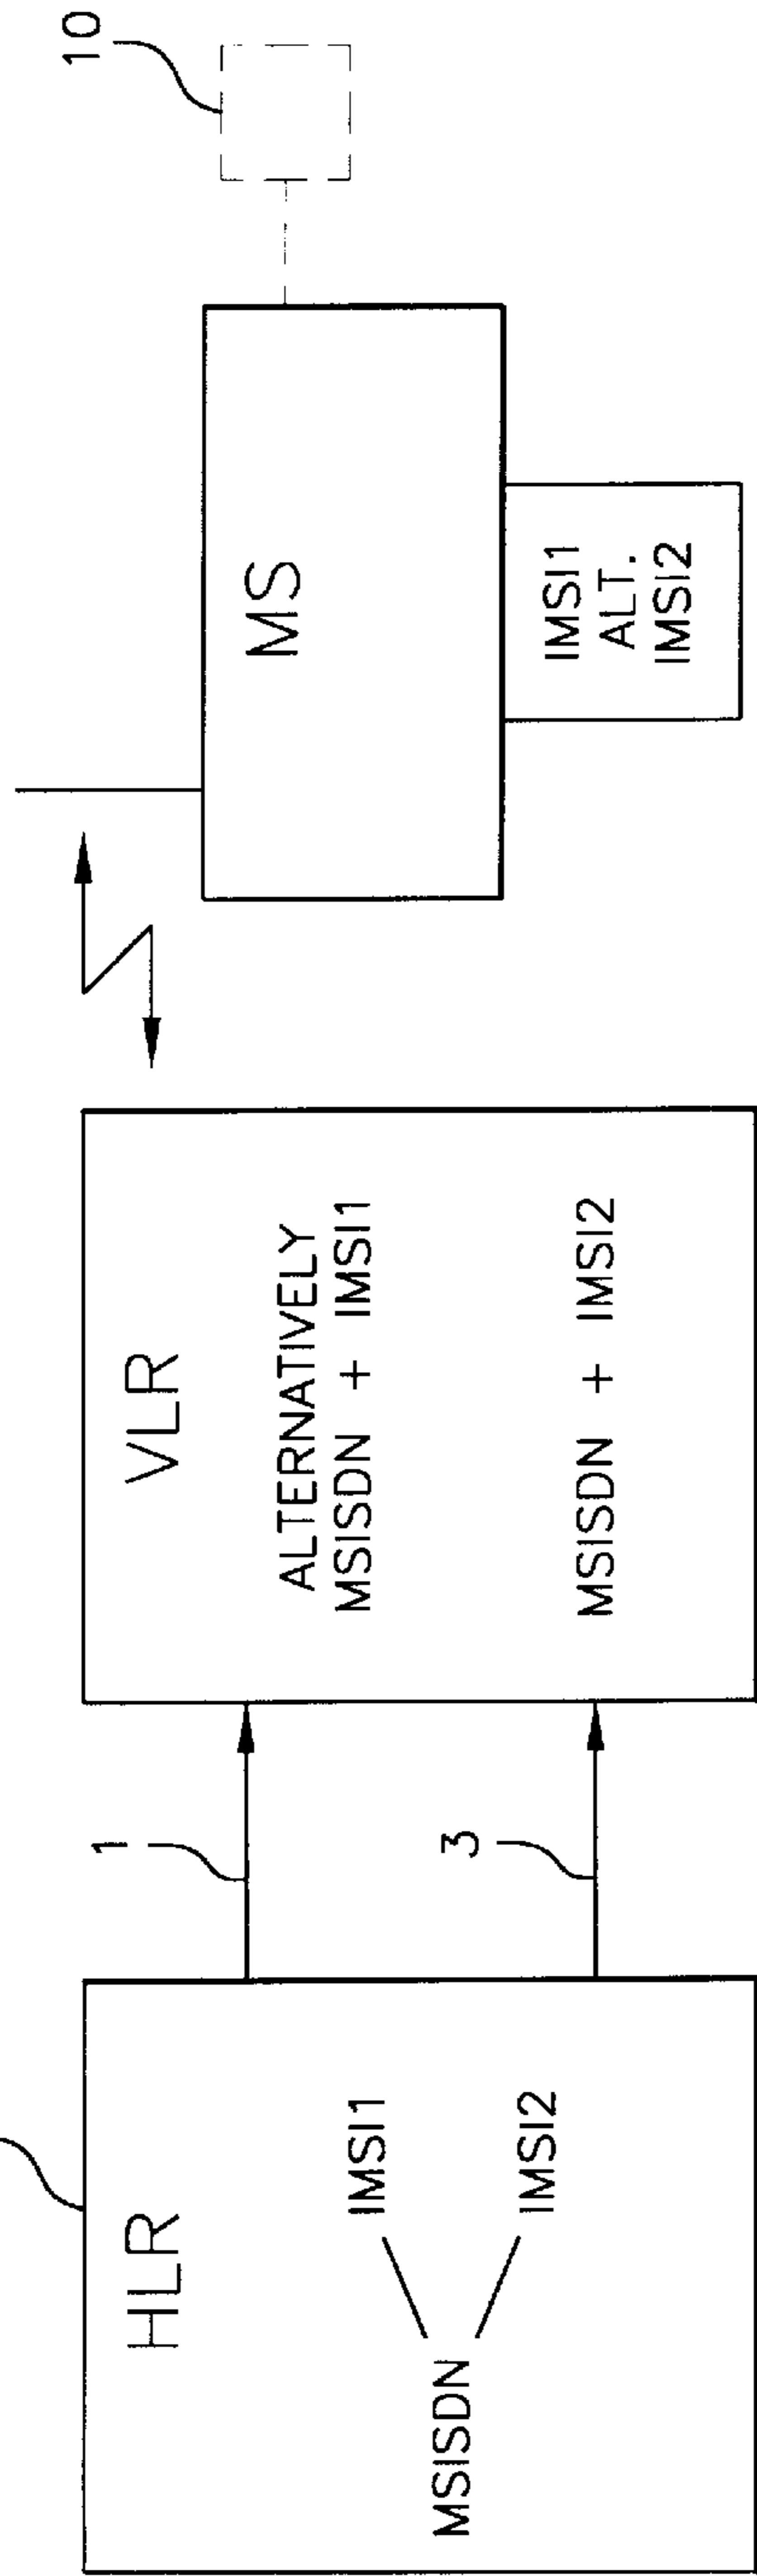 HLR
MSISDN
IMSI1
IMSI2
1
3
VLR
ALTERNATIVELY
MSISDN + IMSI1
MSISDN + IMSI2
MS
IMSI1
ALT.
IMSI2
10